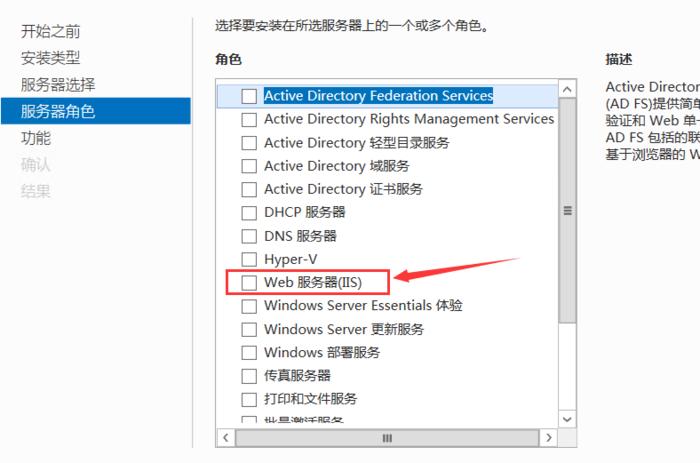 开始之前
安装类型
服务器选择
服务器角色
功能
确认
结果
选择要安装在所选服务器上的一个或多个角色。
角色
Active Directory Federation Services
Active Directory Rights Management Services
Active Directory 轻型目录服务
Active Directory 域服务
Active Directory 证书服务
DHCP 服务器
DNS 服务器
Hyper-V
Web 服务器(IIS)
Windows Server Essentials 体验
Windows Server 更新服务
Windows 部署服务
传真服务器
打印和文件服务
批量激活服务
描述
Active Director
(AD FS)提供简单
验证和 Web 单
AD FS 包括的联
基于浏览器的 W